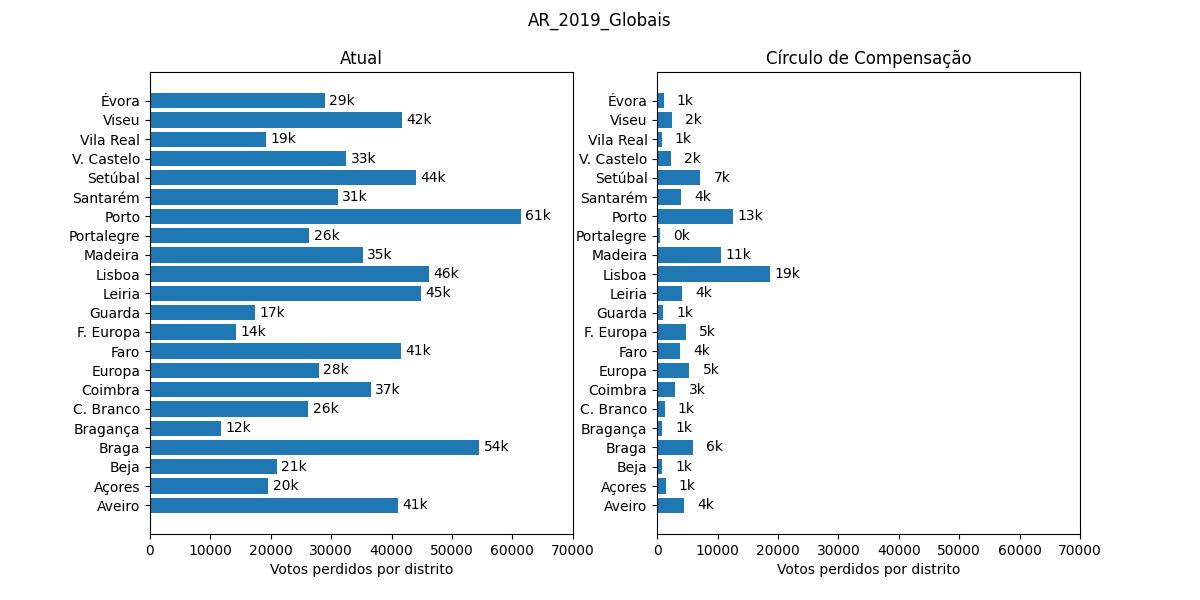 AR_2019_Globais
Atual
Évora 29k
Viseu 42k
Vila Real 19k
V. Castelo 33k
Setúbal 44k
Santarém 31k
Porto 61k
Portalegre 26k
Madeira 35k
Lisboa 46k
Leiria 45k
Guarda 17k
F. Europa 14k
Faro 41k
Europa 28k
Coimbra 37k
C. Branco 26k
Bragança 12k
Braga 54k
Beja 21k
Açores 20k
Aveiro 41k
0 10000 20000 30000 40000 50000 60000 70000
Votos perdidos por distrito
Círculo de Compensação
Évora 1k
Viseu 2k
Vila Real 1k
V. Castelo 2k
Setúbal 7k
Santarém 4k
Porto 13k
Portalegre 0k
Madeira 11k
Lisboa 19k
Leiria 4k
Guarda 1k
F. Europa 5k
Faro 4k
Europa 5k
Coimbra 3k
C. Branco 1k
Bragança 1k
Braga 6k
Beja 1k
Açores 1k
Aveiro 4k
0 10000 20000 30000 40000 50000 60000 70000
Votos perdidos por distrito